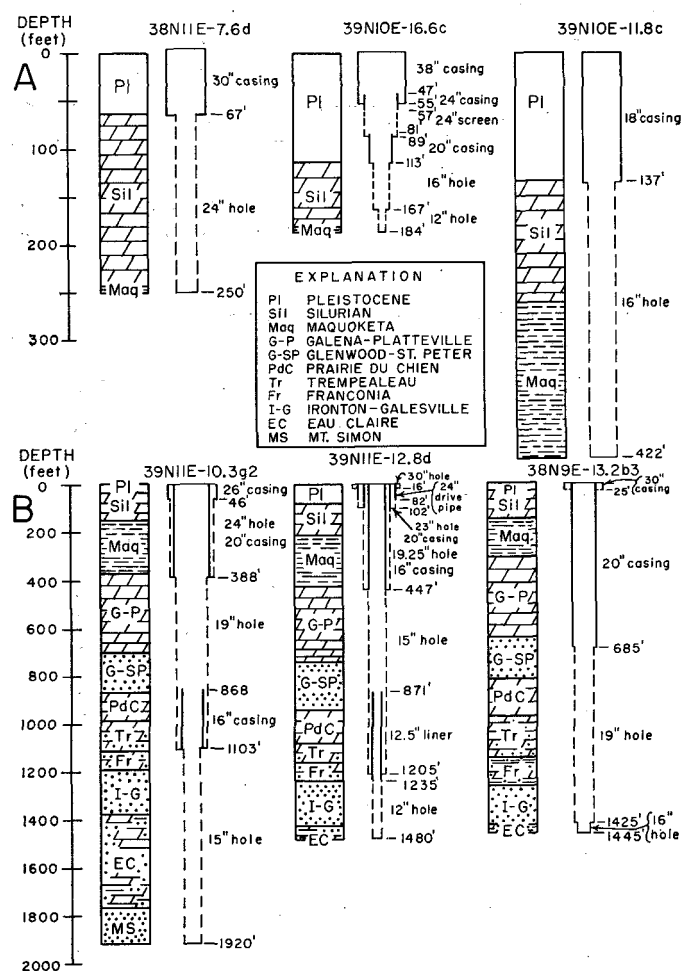 DEPTH
(feet)
A
0
100
200
300
38N11E-7.6d
Pl
Sil
Maq
30" casing
67'
24" hole
250'
39N10E-16.6c
Pl
Sil
Maq
38" casing
47'
55'
24" casing
57'
24" screen
81'
89'
20" casing
113'
16" hole
167'
12" hole
184'
39N10E-11.8c
Pl
Sil
Maq
18" casing
137'
16" hole
422'
EXPLANATION
Pl PLEISTOCENE
Sil SILURIAN
Maq MAQUOKETA
G-P GALENA-PLATTEVILLE
G-SP GLENWOOD-ST. PETER
PdC PRAIRIE DU CHIEN
Tr TREMPEALEAU
Fr FRANCONIA
I-G IRONTON-GALESVILLE
EC EAU CLAIRE
MS MT. SIMON
DEPTH
(feet)
B
0
200
400
600
800
1000
1200
1400
1600
1800
2000
39N11E-10.3g2
Pl
Sil
Maq
G-P
G-SP
PdC
Tr
Fr
I-G
EC
MS
26" casing
46'
24" hole
20" casing
388'
19" hole
868
16" casing
1103'
15" hole
1920'
39N11E-12.8d
Pl
Sil
Maq
G-P
G-SP
PdC
Tr
Fr
I-G
EC
30" hole
16'
24"
82'
drive
102'
pipe
23" hole
20" casing
19.25" hole
16" casing
447'
15" hole
871'
12.5" liner
1205'
1235'
12" hole
1480'
38N9E-13.2b3
Pl
Sil
Maq
G-P
G-SP
PdC
Tr
Fr
I-G
EC
30"
25'
casing
20" casing
685'
19" hole
1425'
16"
1445'
hole